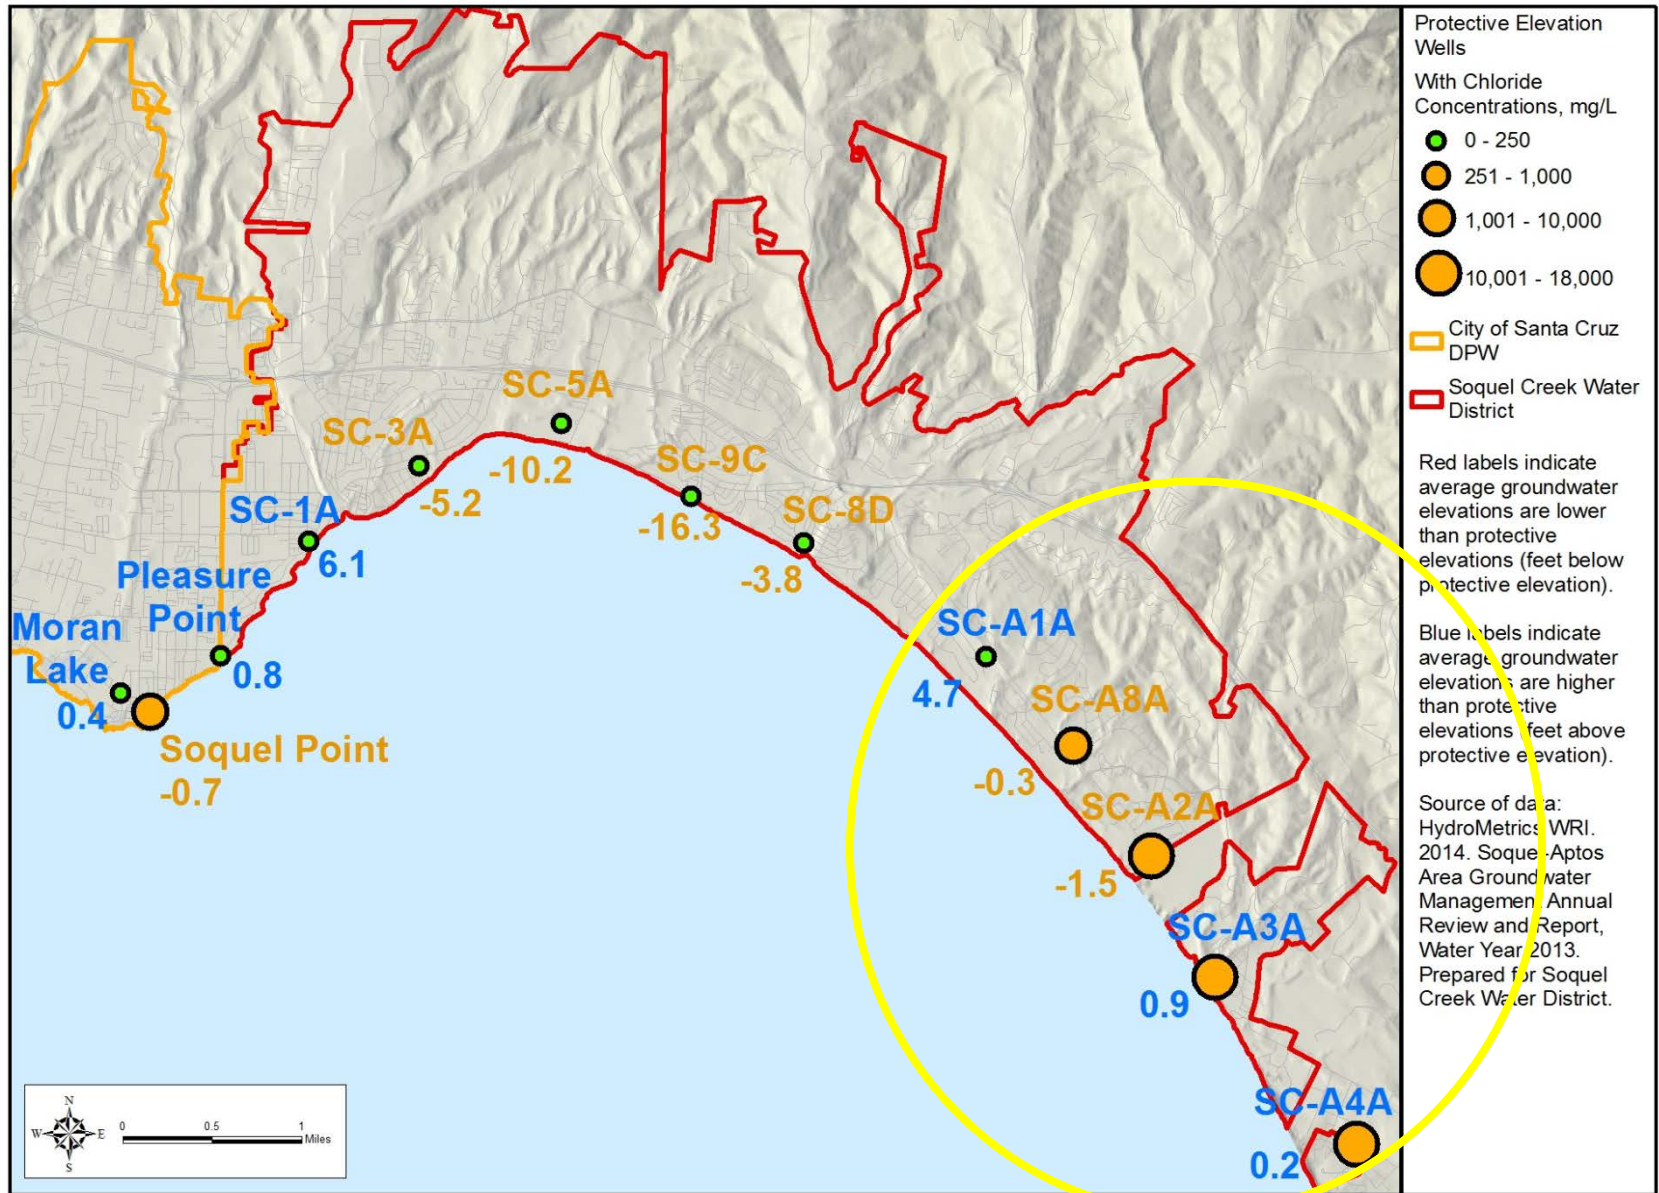 SC-5A
SC-3A
-10.2
-5.2
SC-9C
-16.3
SC-1A
6.1
SC-8D
-3.8
Pleasure
Point
0.8
Moran
Lake
0.4
Soquel Point
-0.7
SC-A1A
4.7
SC-A8A
-0.3
SC-A2A
-1.5
SC-A3A
0.9
SC-A4A
0.2
N
W
E
S
0
0.5
1
Miles
Protective Elevation
Wells
With Chloride
Concentrations, mg/L
0 - 250
251 - 1,000
1,001 - 10,000
10,001 - 18,000
City of Santa Cruz
DPW
Soquel Creek Water
District
Red labels indicate
average groundwater
elevations are lower
than protective
elevations (feet below
protective elevation).
Blue labels indicate
average groundwater
elevations are higher
than protective
elevations (feet above
protective elevation).
Source of data:
HydroMetrics WRI.
2014. Soquel-Aptos
Area Groundwater
Management Annual
Review and Report,
Water Year 2013.
Prepared for Soquel
Creek Water District.